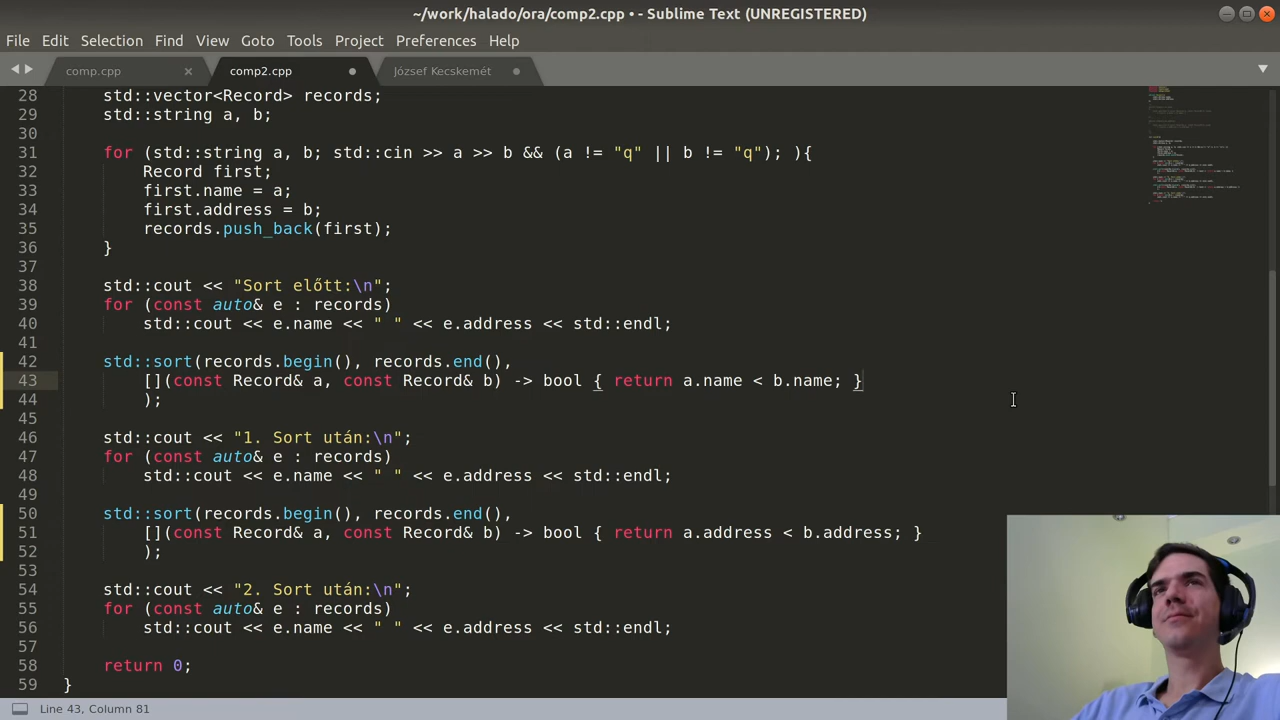 ~/work/halado/ora/comp2.cpp • - Sublime Text (UNREGISTERED)
File Edit Selection Find View Goto Tools Project Preferences Help
comp.cpp comp2.cpp József Kecskemét
28 std::vector<Record> records;
29 std::string a, b;
30
31 for (std::string a, b; std::cin >> a >> b && (a != "q" || b != "q"); ){
32 Record first;
33 first.name = a;
34 first.address = b;
35 records.push_back(first);
36 }
37
38 std::cout << "Sort előtt:\n";
39 for (const auto& e : records)
40 std::cout << e.name << " " << e.address << std::endl;
41
42 std::sort(records.begin(), records.end(),
43 [](const Record& a, const Record& b) -> bool { return a.name < b.name; }
44 );
45
46 std::cout << "1. Sort után:\n";
47 for (const auto& e : records)
48 std::cout << e.name << " " << e.address << std::endl;
49
50 std::sort(records.begin(), records.end(),
51 [](const Record& a, const Record& b) -> bool { return a.address < b.address; }
52 );
53
54 std::cout << "2. Sort után:\n";
55 for (const auto& e : records)
56 std::cout << e.name << " " << e.address << std::endl;
57
58 return 0;
59 }
Line 43, Column 81